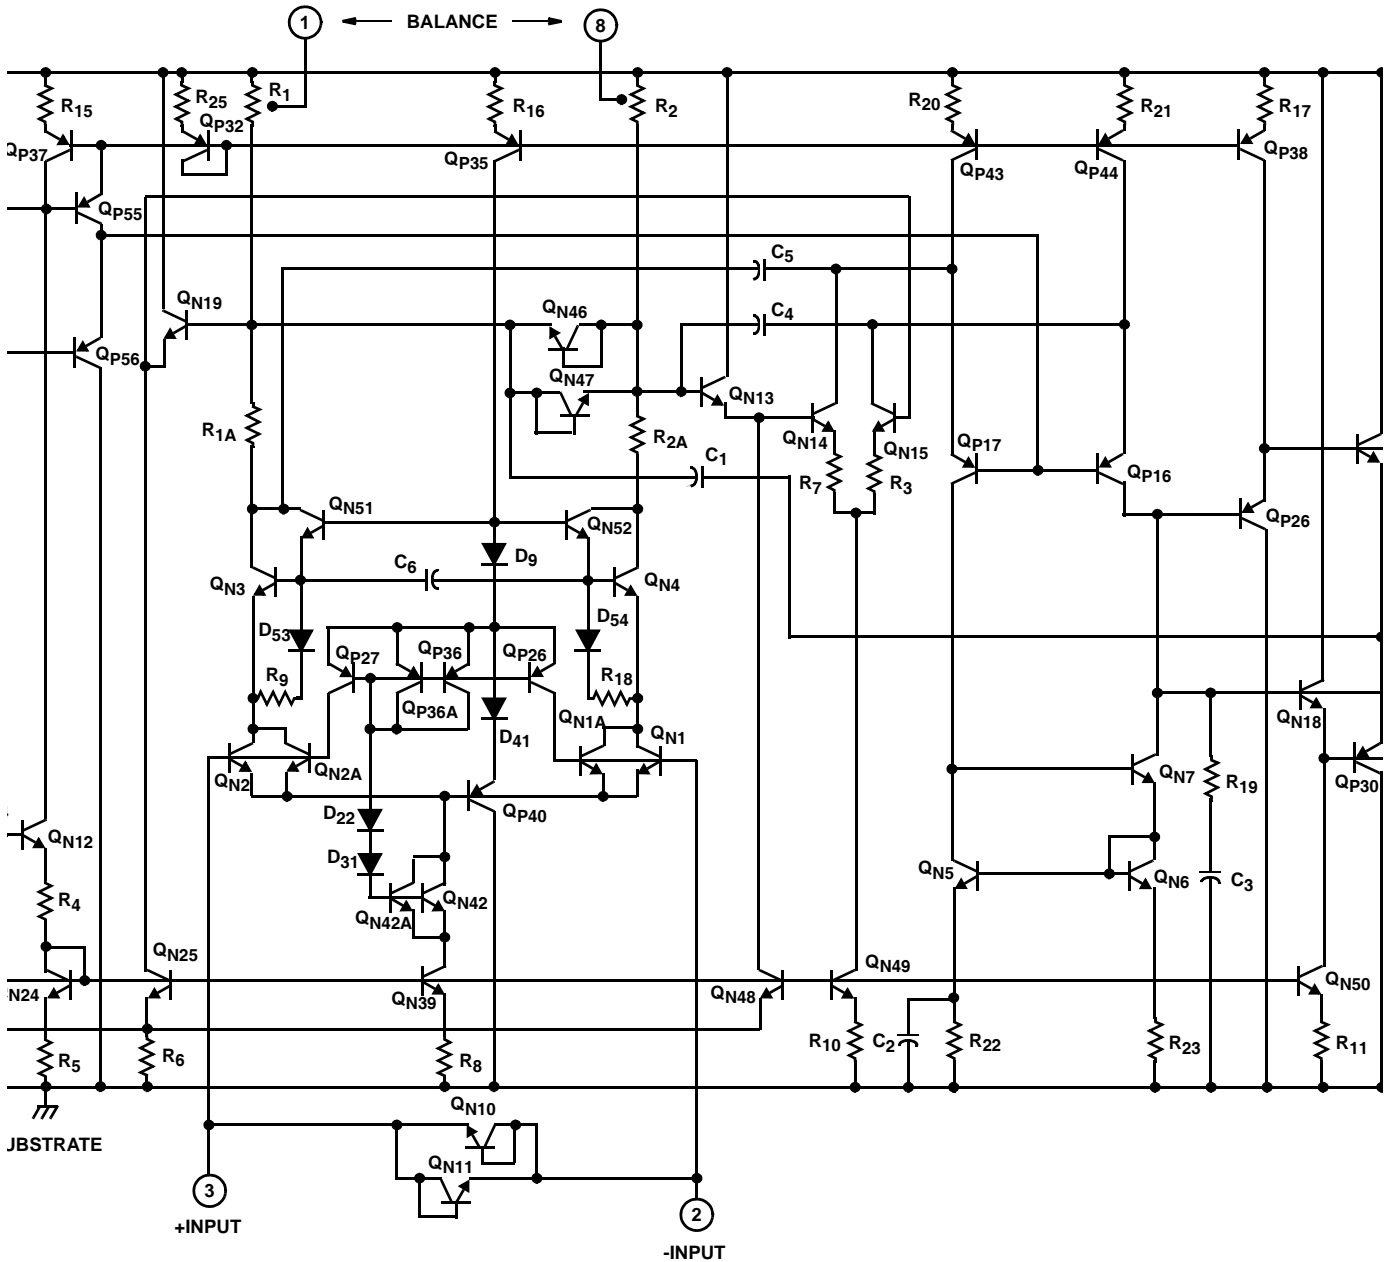 1 BALANCE 8
R15 R25 R1 R16 R2 R20 R21 R17
QP32
QP37 QP35 QP43 QP44 QP38
QP55
C5
QN19 QN46 C4
QP56
QN47 QN13
R1A R2A QN14 QN15 QP17 QP16
C1 R7 R3
QN51 QN52 QP26
D9
C6
QN3 QN4
D53 D54
QP27 QP36 QP26
R9 R18
QP36A QN1A
D41 QN1 QN18
QN2 QN2A QN7 R19 QP30
QP40
D22
QN12
D31
QN5 QN6 C3
R4 QN42
QN42A
QN25 QN49
N24 QN39 QN48 QN50
R5 R6 R8 R10 C2 R22 R23 R11
QN10
UBSTRATE
QN11
3 2
+INPUT
-INPUT